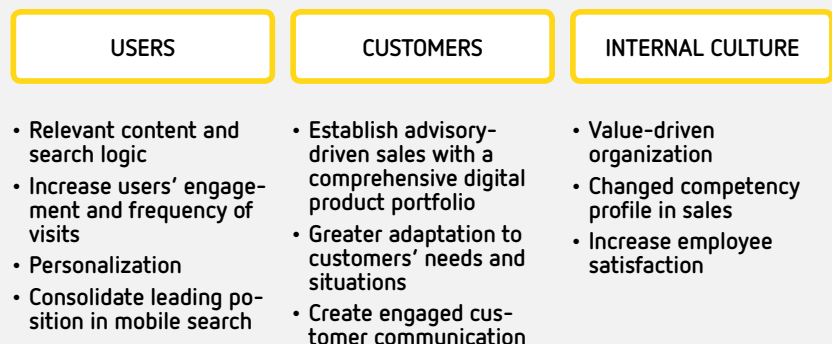 USERS
• Relevant content and
search logic
• Increase users' engage-
ment and frequency of
visits
• Personalization
• Consolidate leading po-
sition in mobile search
CUSTOMERS
• Establish advisory-
driven sales with a
comprehensive digital
product portfolio
• Greater adaptation to
customers' needs and
situations
• Create engaged cus-
tomer communication
INTERNAL CULTURE
• Value-driven
organization
• Changed competency
profile in sales
• Increase employee
satisfaction